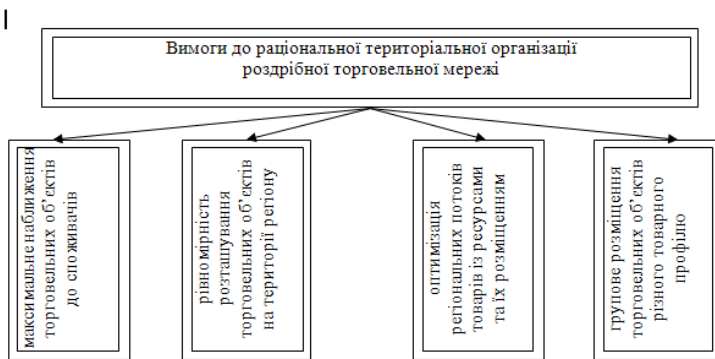 Вимоги до раціональної територіальної організації
роздрібної торговельної мережі
максимальне наближення
торговельних об’єктів
до споживачів
рівномірність
розташування
торговельних об’єктів
на території регіону
оптимізація
регіональних потоків
товарів із ресурсами
та їх розміщенням
групове розміщення
торговельних об’єктів
різного товарного
профілю